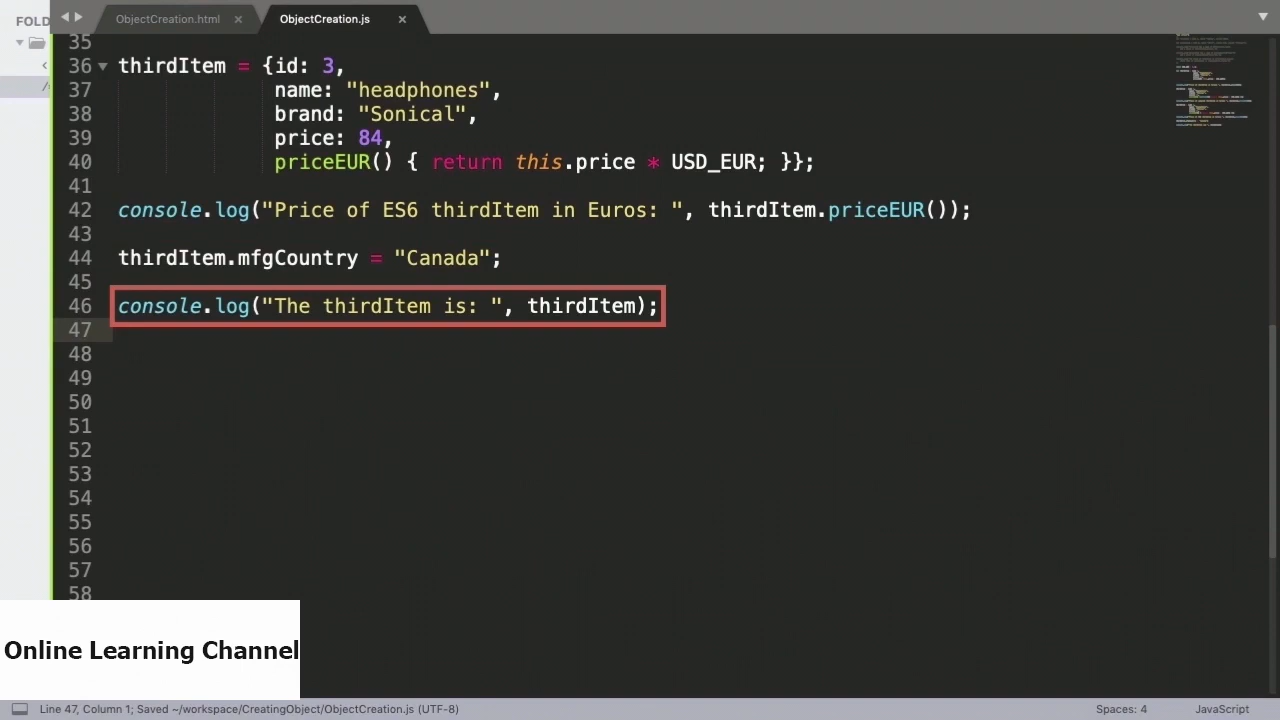 FOLD
ObjectCreation.html ×
ObjectCreation.js ×
35
36 thirdItem = {id: 3,
37 name: "headphones",
38 brand: "Sonical",
39 price: 84,
40 priceEUR() { return this.price * USD_EUR; }};
41
42 console.log("Price of ES6 thirdItem in Euros: ", thirdItem.priceEUR());
43
44 thirdItem.mfgCountry = "Canada";
45
46 console.log("The thirdItem is: ", thirdItem);
47
48
49
50
51
52
53
54
55
56
57
58
Online Learning Channel
Line 47, Column 1; Saved ~/workspace/CreatingObject/ObjectCreation.js (UTF-8)
Spaces: 4
JavaScript